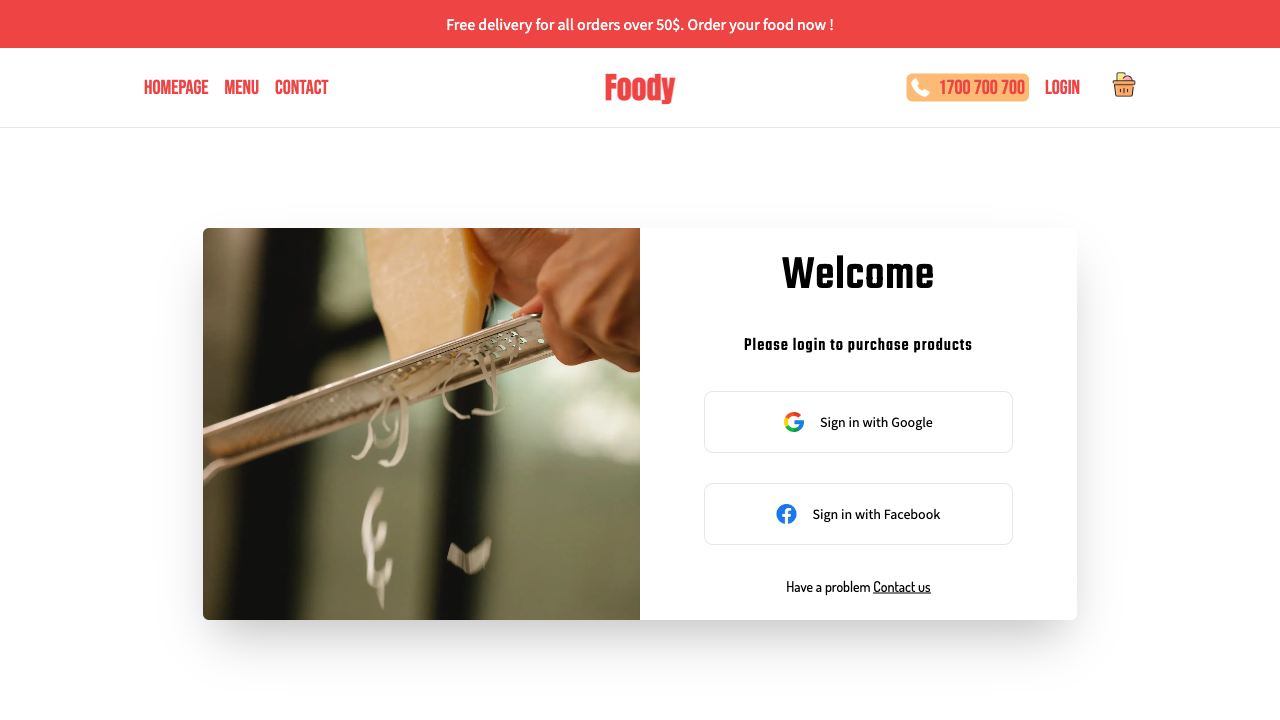 Free delivery for all orders over 50$. Order your food now !
HOMEPAGE MENU CONTACT
Foody
1700 700 700 LOGIN
Welcome
Please login to purchase products
Sign in with Google
Sign in with Facebook
Have a problem Contact us